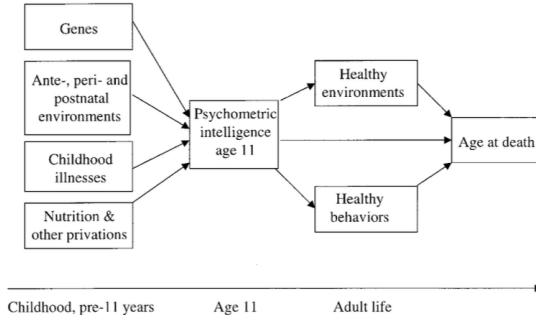 Genes
Ante-, peri- and
postnatal
environments
Childhood
illnesses
Nutrition &
other privations
Psychometric
intelligence
age 11
Healthy
environments
Healthy
behaviors
Age at death
Childhood, pre-11 years
Age 11
Adult life